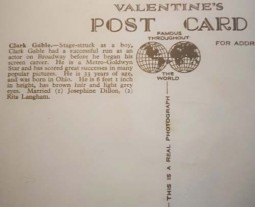 VALENTINE'S
POST CARD
FAMOUS
THROUGHOUT
THE
WORLD
FOR ADDR
Clark Gable.—Stage-struck as a boy,
Clark Gable had a successful run as an
actor on Broadway before he began his
screen career. He is a Metro-Goldwyn
Star and has scored great successes in many
popular pictures. He is 33 years of age,
and was born in Ohio. He is 6 feet 1 inch
in height, has brown hair and light grey
eyes. Married (1) Josephine Dillon, (2)
Ria Langham.
THIS IS A REAL PHOTOGRAPH